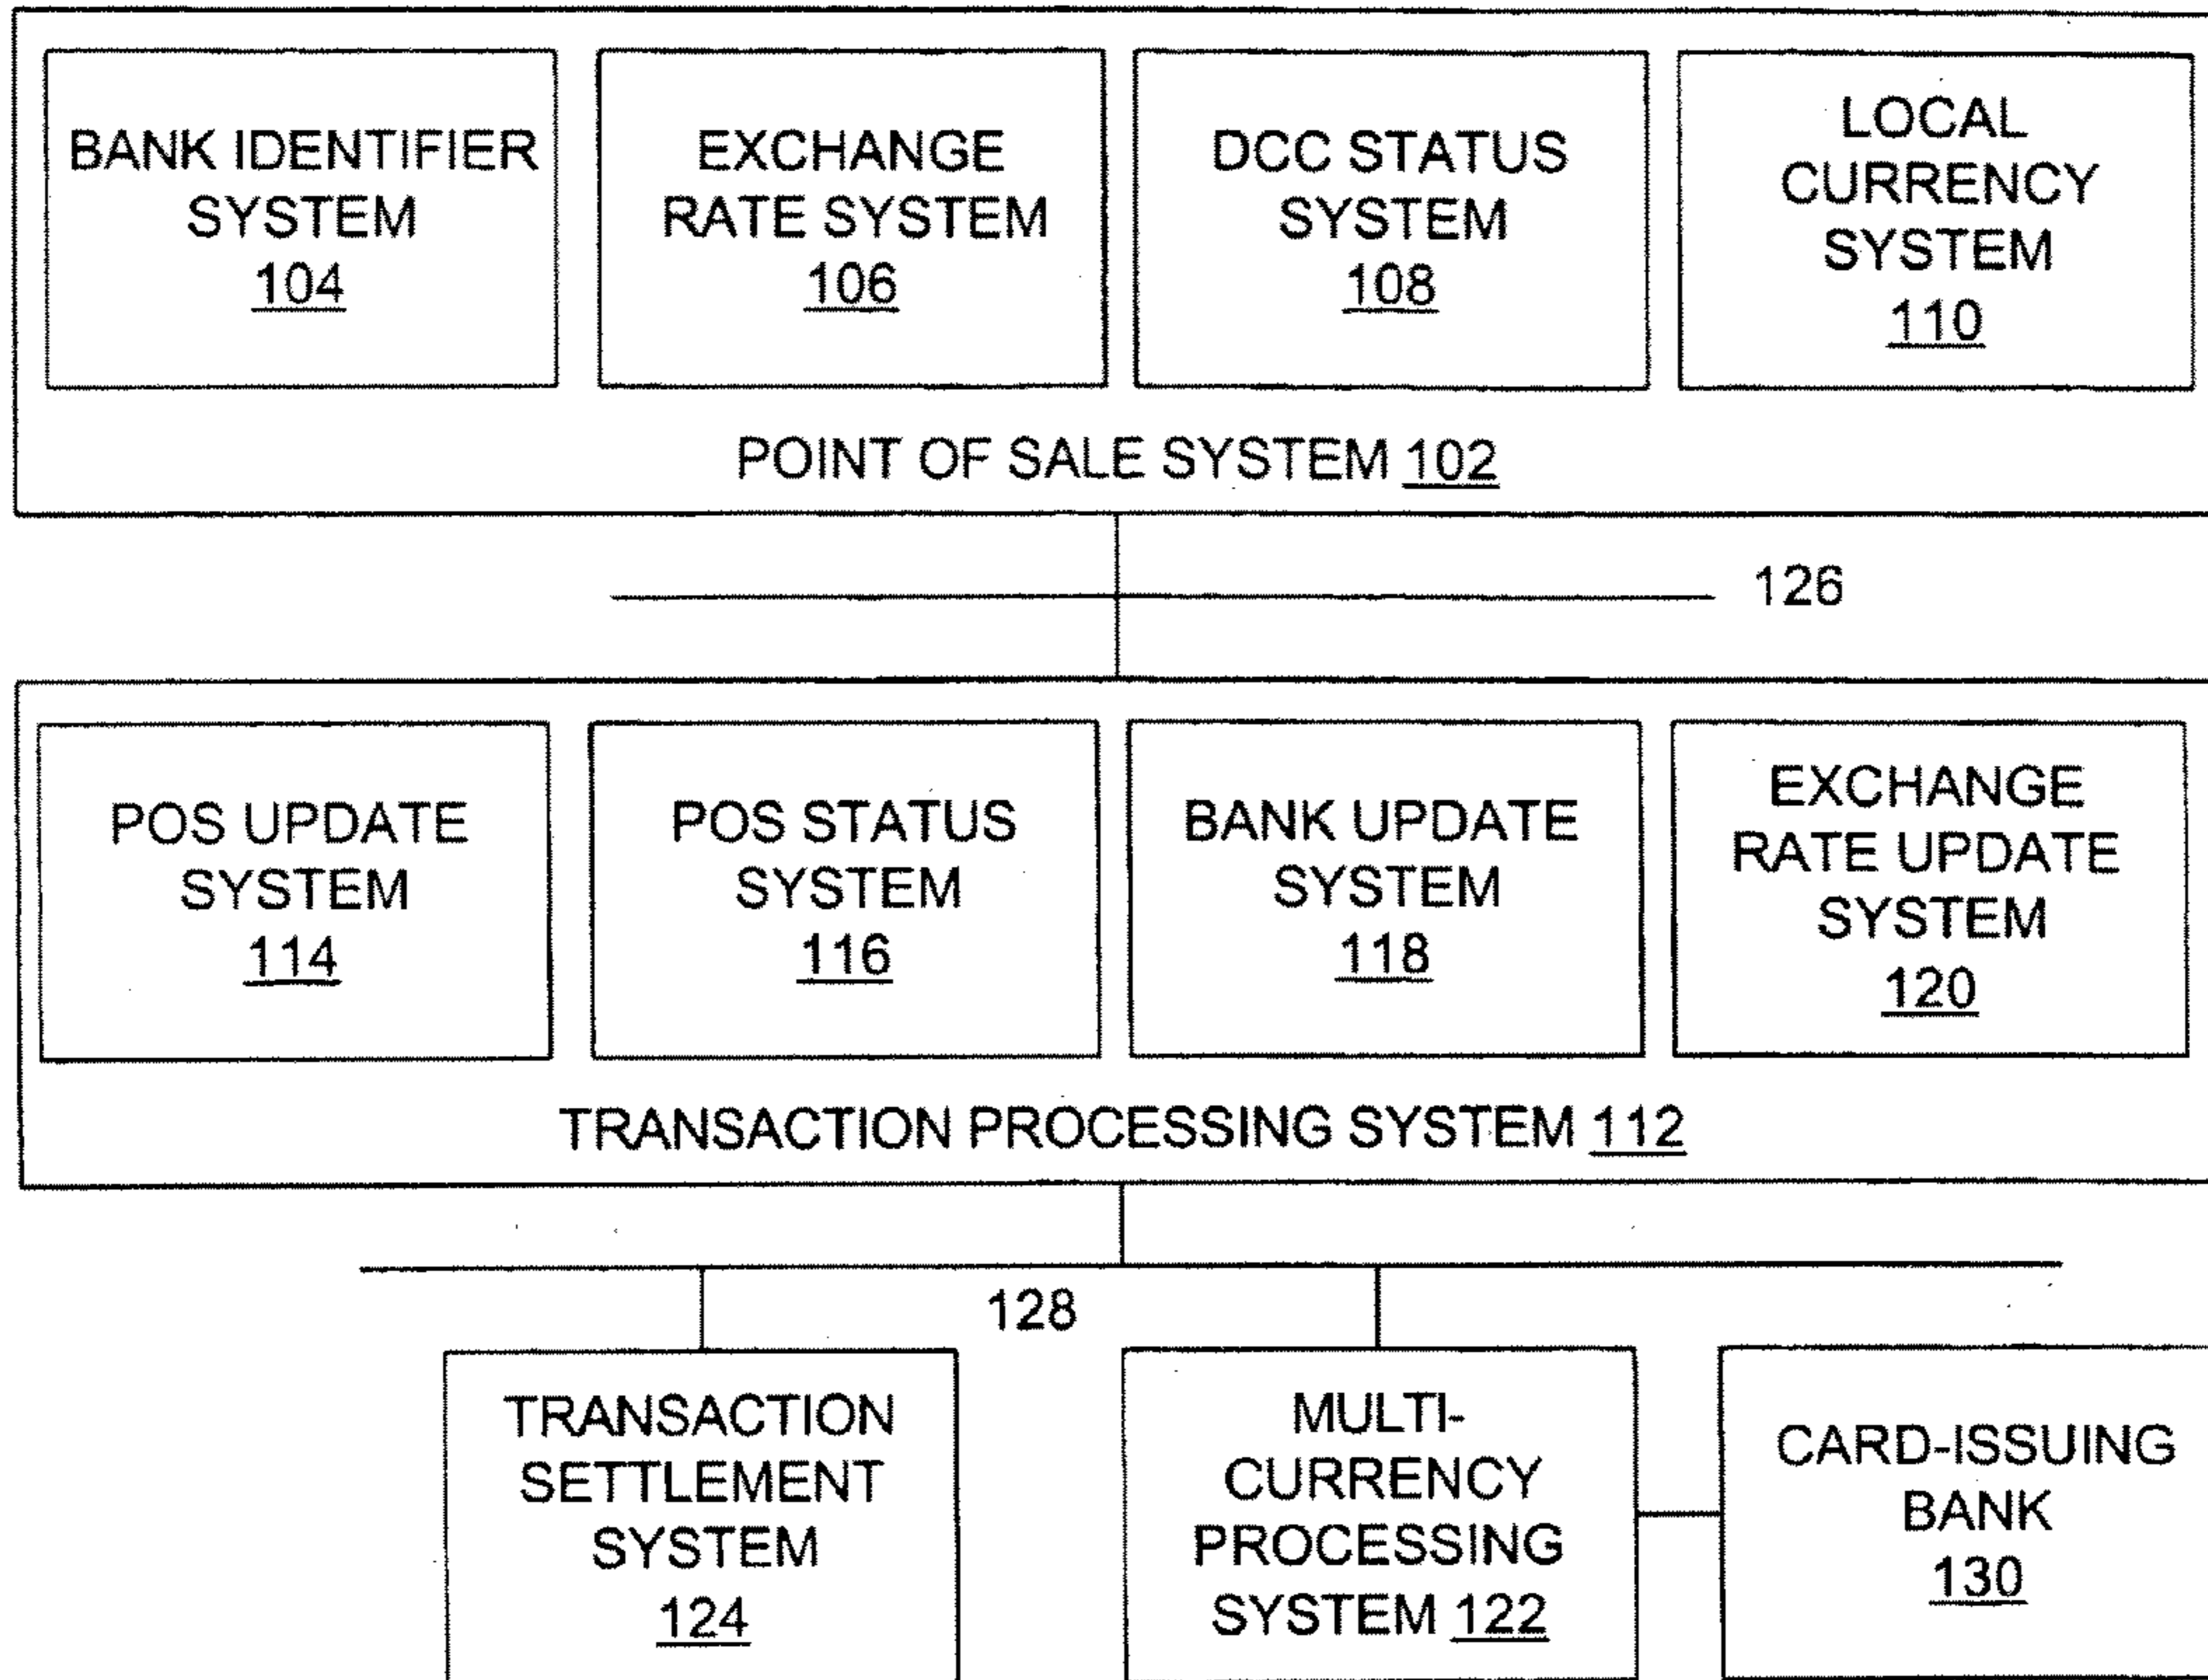 BANK IDENTIFIER
SYSTEM
104
EXCHANGE
RATE SYSTEM
106
DCC STATUS
SYSTEM
108
LOCAL
CURRENCY
SYSTEM
110
POINT OF SALE SYSTEM 102
126
POS UPDATE
SYSTEM
114
POS STATUS
SYSTEM
116
BANK UPDATE
SYSTEM
118
EXCHANGE
RATE UPDATE
SYSTEM
120
TRANSACTION PROCESSING SYSTEM 112
128
TRANSACTION
SETTLEMENT
SYSTEM
124
MULTI-
CURRENCY
PROCESSING
SYSTEM 122
CARD-ISSUING
BANK
130